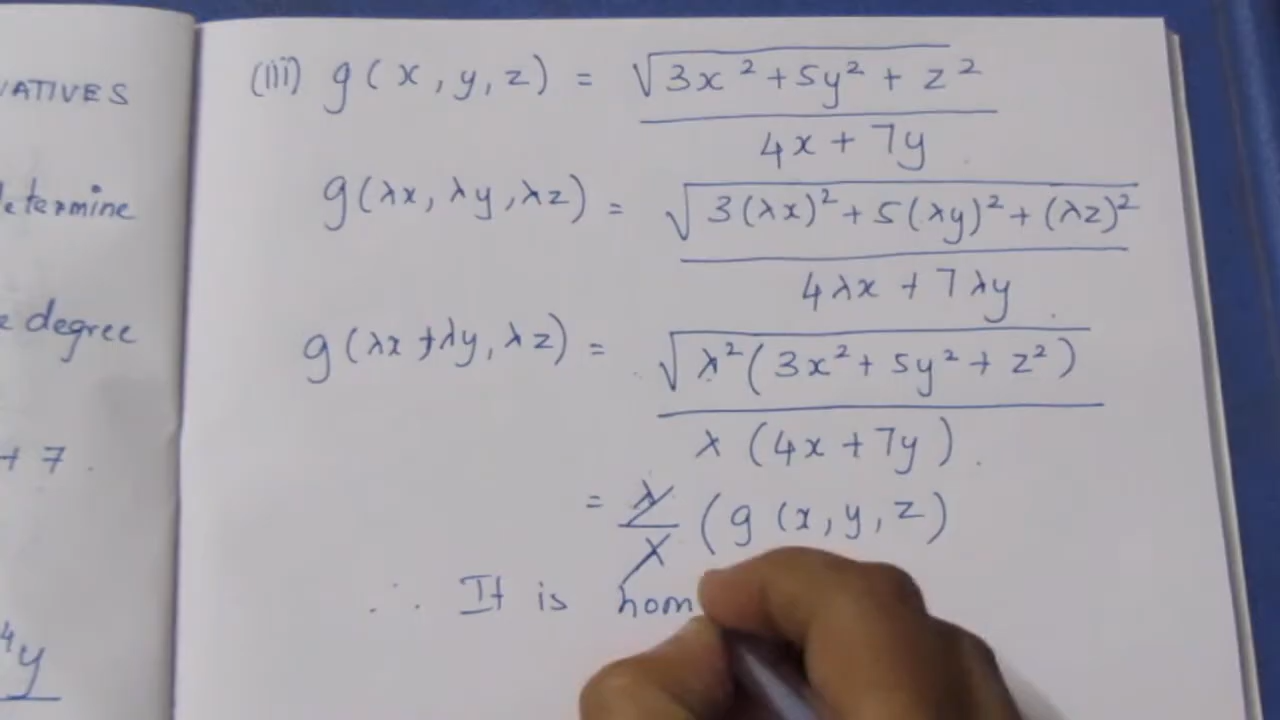 VATIVES
determine
e degree
+ 7.
4y
(iii) g(x, y, z) = √3x² + 5y² + z²
4x + 7y
g(λx, λy, λz) = √3(λx)² + 5(λy)² + (λz)²
4λx + 7λy
g(λx + λy, λz) = √λ²(3x² + 5y² + z²)
λ(4x + 7y).
= λ/λ (g(x, y, z)
∴ It is hom